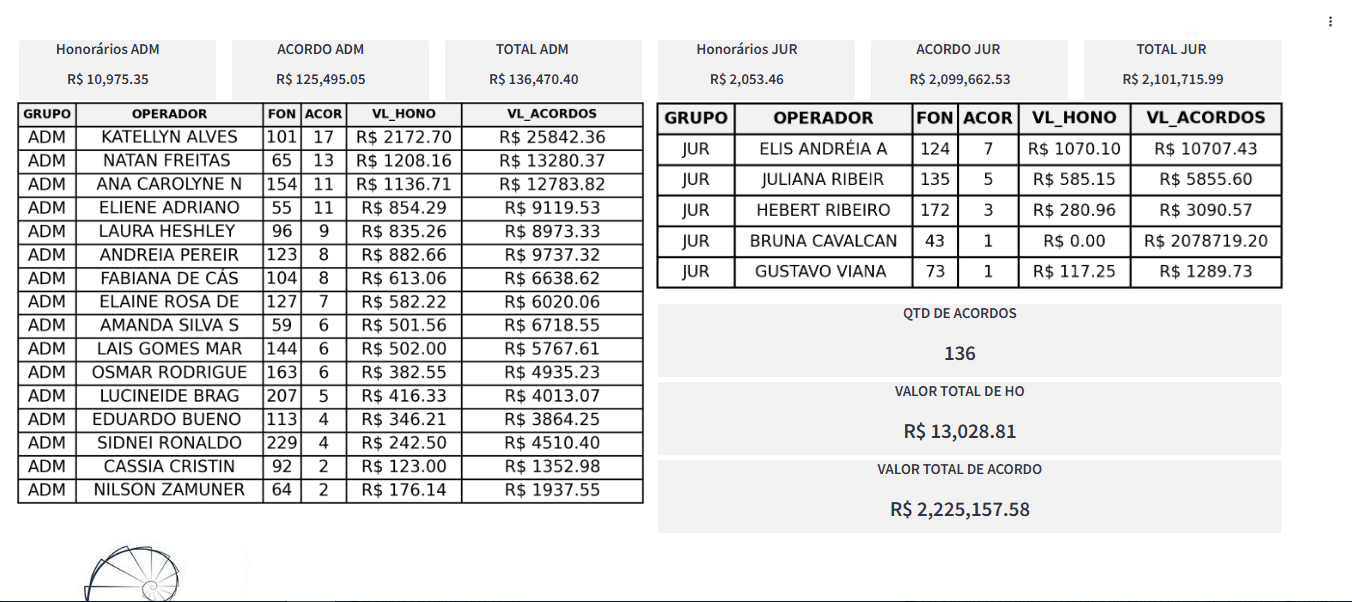 Honorários ADM
R$ 10,975.35
ACORDO ADM
R$ 125,495.05
TOTAL ADM
R$ 136,470.40
Honorários JUR
R$ 2,053.46
ACORDO JUR
R$ 2,099,662.53
TOTAL JUR
R$ 2,101,715.99
GRUPO OPERADOR FON ACOR VL_HONO VL_ACORDOS
ADM KATELLYN ALVES 101 17 R$ 2172.70 R$ 25842.36
ADM NATAN FREITAS 65 13 R$ 1208.16 R$ 13280.37
ADM ANA CAROLYNE N 154 11 R$ 1136.71 R$ 12783.82
ADM ELIENE ADRIANO 55 11 R$ 854.29 R$ 9119.53
ADM LAURA HESHLEY 96 9 R$ 835.26 R$ 8973.33
ADM ANDREIA PEREIR 123 8 R$ 882.66 R$ 9737.32
ADM FABIANA DE CÁS 104 8 R$ 613.06 R$ 6638.62
ADM ELAINE ROSA DE 127 7 R$ 582.22 R$ 6020.06
ADM AMANDA SILVA S 59 6 R$ 501.56 R$ 6718.55
ADM LAIS GOMES MAR 144 6 R$ 502.00 R$ 5767.61
ADM OSMAR RODRIGUE 163 6 R$ 382.55 R$ 4935.23
ADM LUCINEIDE BRAG 207 5 R$ 416.33 R$ 4013.07
ADM EDUARDO BUENO 113 4 R$ 346.21 R$ 3864.25
ADM SIDNEI RONALDO 229 4 R$ 242.50 R$ 4510.40
ADM CASSIA CRISTIN 92 2 R$ 123.00 R$ 1352.98
ADM NILSON ZAMUNER 64 2 R$ 176.14 R$ 1937.55
GRUPO OPERADOR FON ACOR VL_HONO VL_ACORDOS
JUR ELIS ANDRÉIA A 124 7 R$ 1070.10 R$ 10707.43
JUR JULIANA RIBEIR 135 5 R$ 585.15 R$ 5855.60
JUR HEBERT RIBEIRO 172 3 R$ 280.96 R$ 3090.57
JUR BRUNA CAVALCAN 43 1 R$ 0.00 R$ 2078719.20
JUR GUSTAVO VIANA 73 1 R$ 117.25 R$ 1289.73
QTD DE ACORDOS
136
VALOR TOTAL DE HO
R$ 13,028.81
VALOR TOTAL DE ACORDO
R$ 2,225,157.58